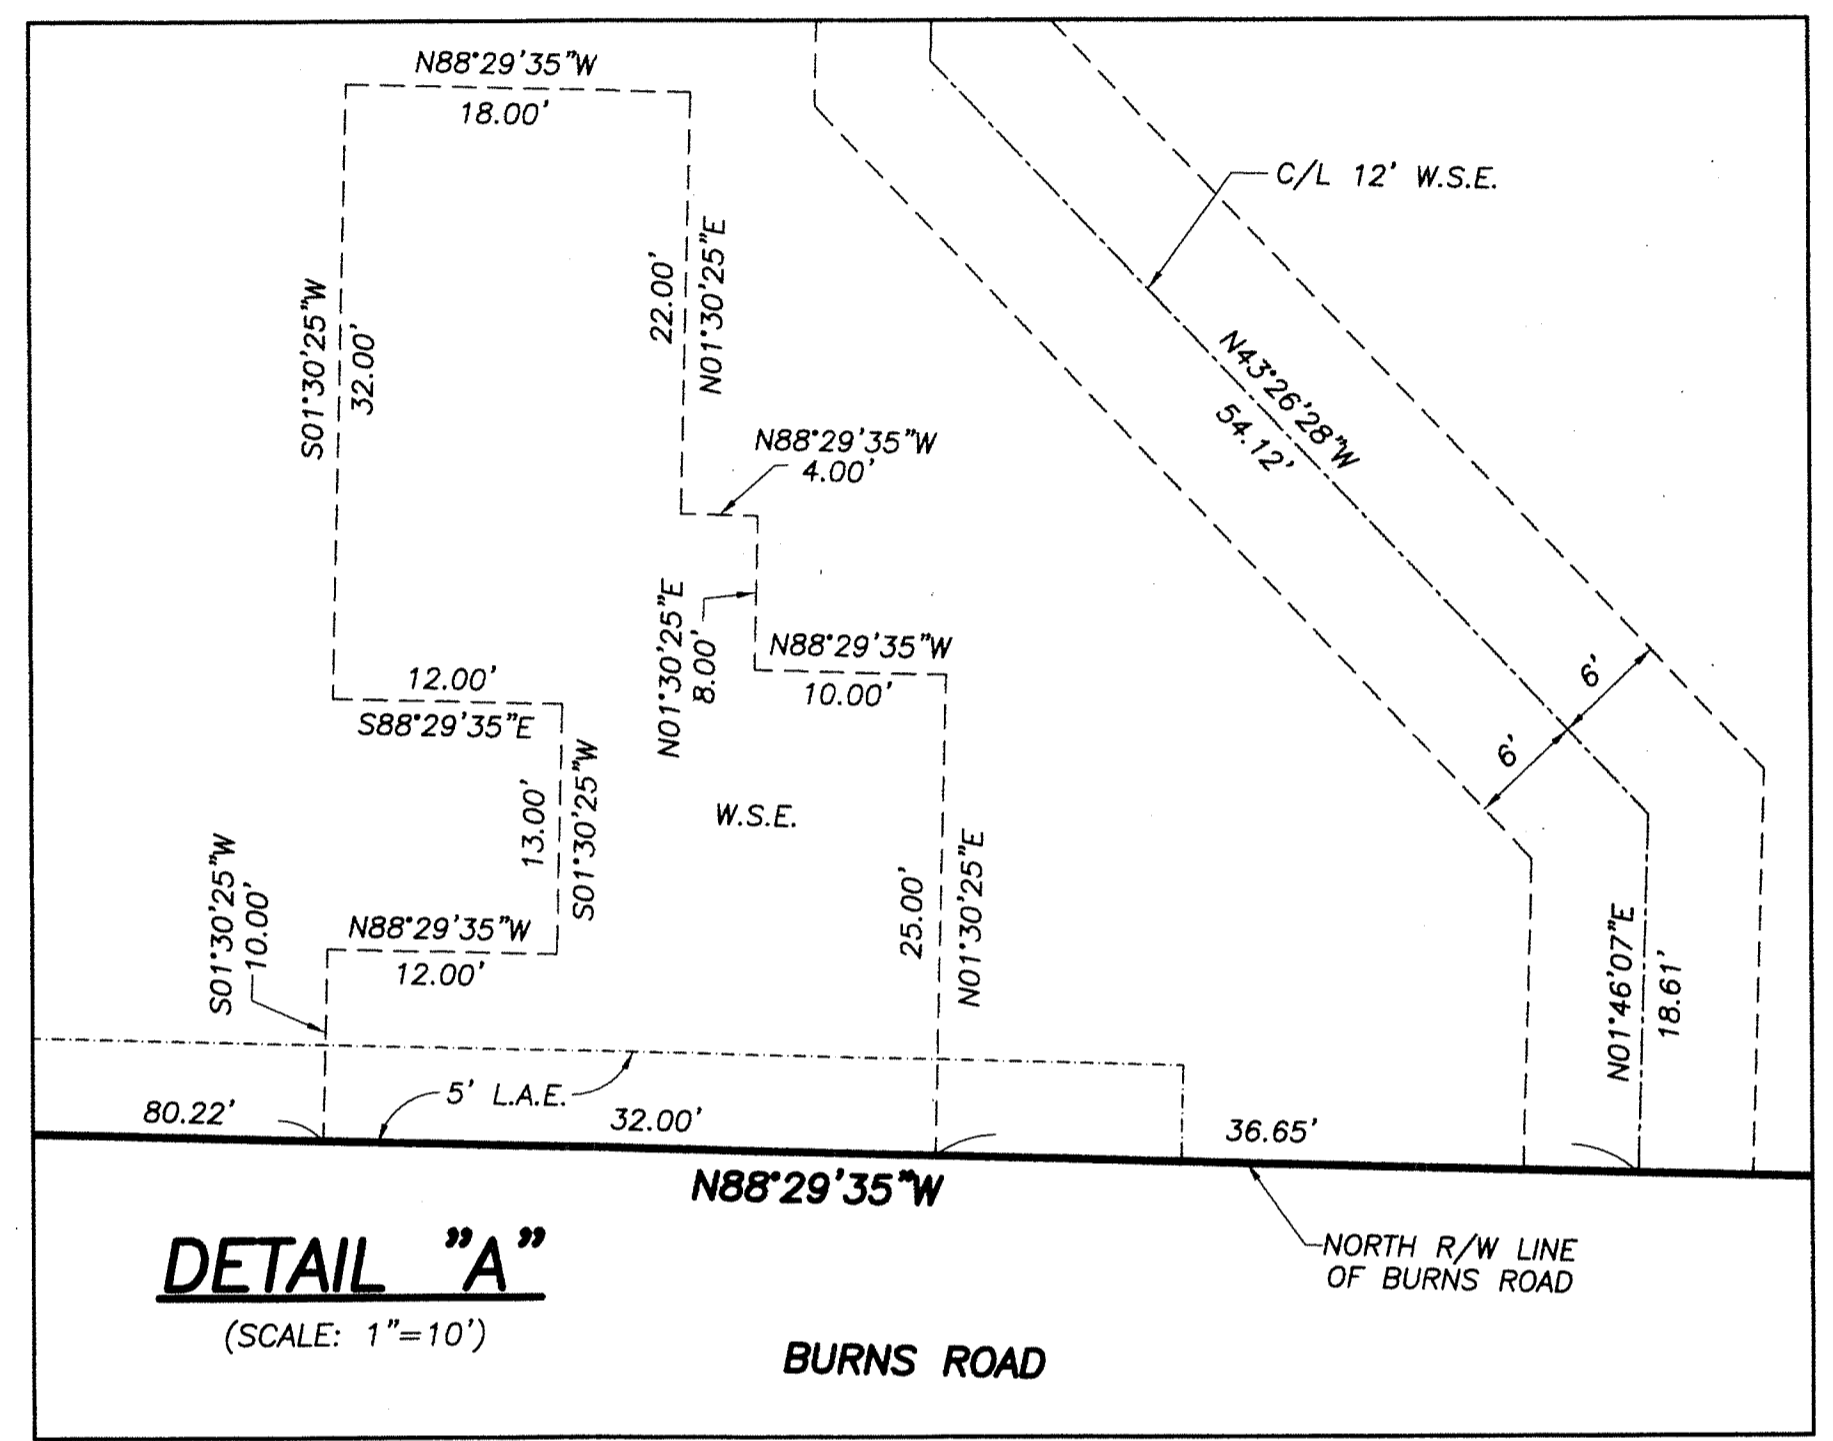 N88°29'35"W
18.00'
C/L 12' W.S.E.
S01°30'25"W
32.00'
22.00'
N01°30'25"E
N43°26'28"W
54.12'
N88°29'35"W
4.00'
N01°30'25"E
8.00'
N88°29'35"W
10.00'
12.00'
S88°29'35"E
6'
6'
13.00'
S01°30'25"W
W.S.E.
S01°30'25"W
10.00'
N88°29'35"W
12.00'
25.00'
N01°30'25"E
N01°46'07"E
18.61'
5' L.A.E.
80.22'
32.00'
36.65'
N88°29'35"W
NORTH R/W LINE
OF BURNS ROAD
DETAIL "A"
(SCALE: 1"=10')
BURNS ROAD